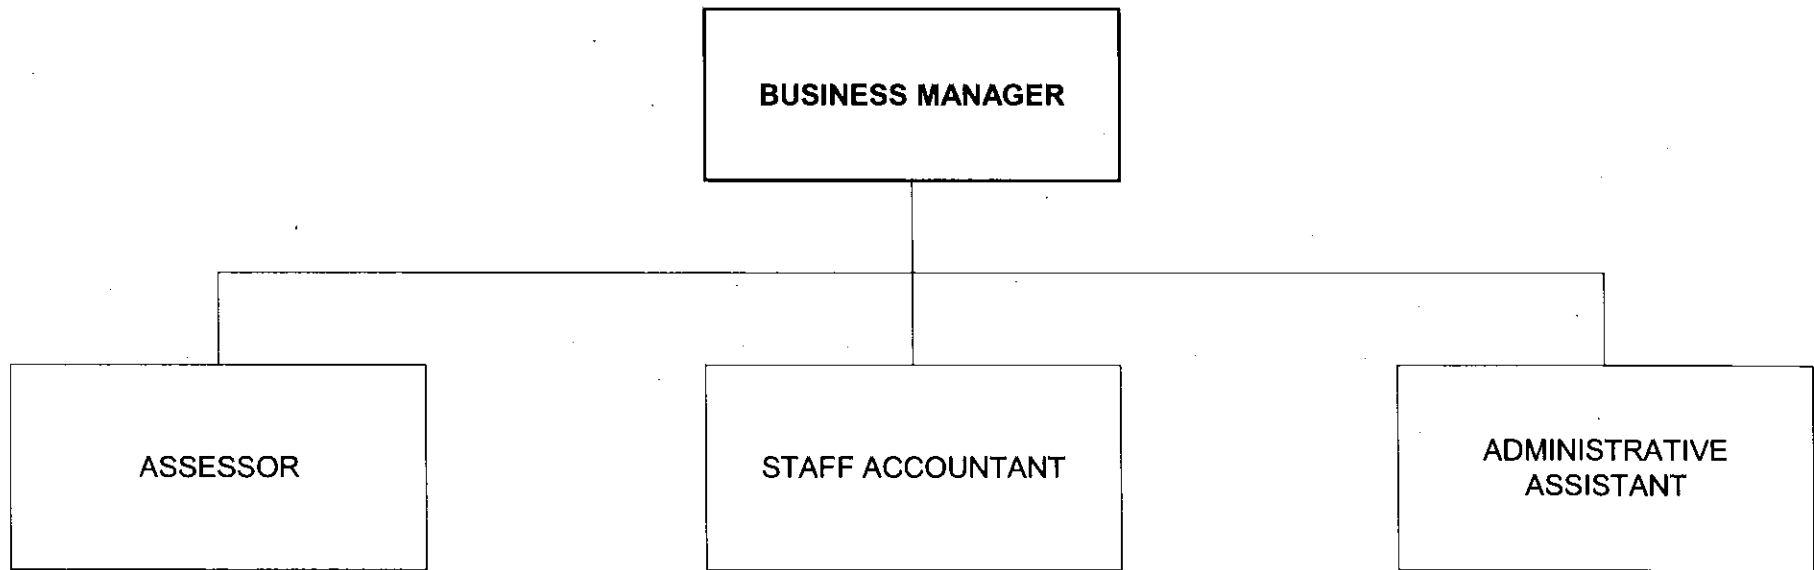 BUSINESS MANAGER
ASSESSOR
STAFF ACCOUNTANT
ADMINISTRATIVE
ASSISTANT